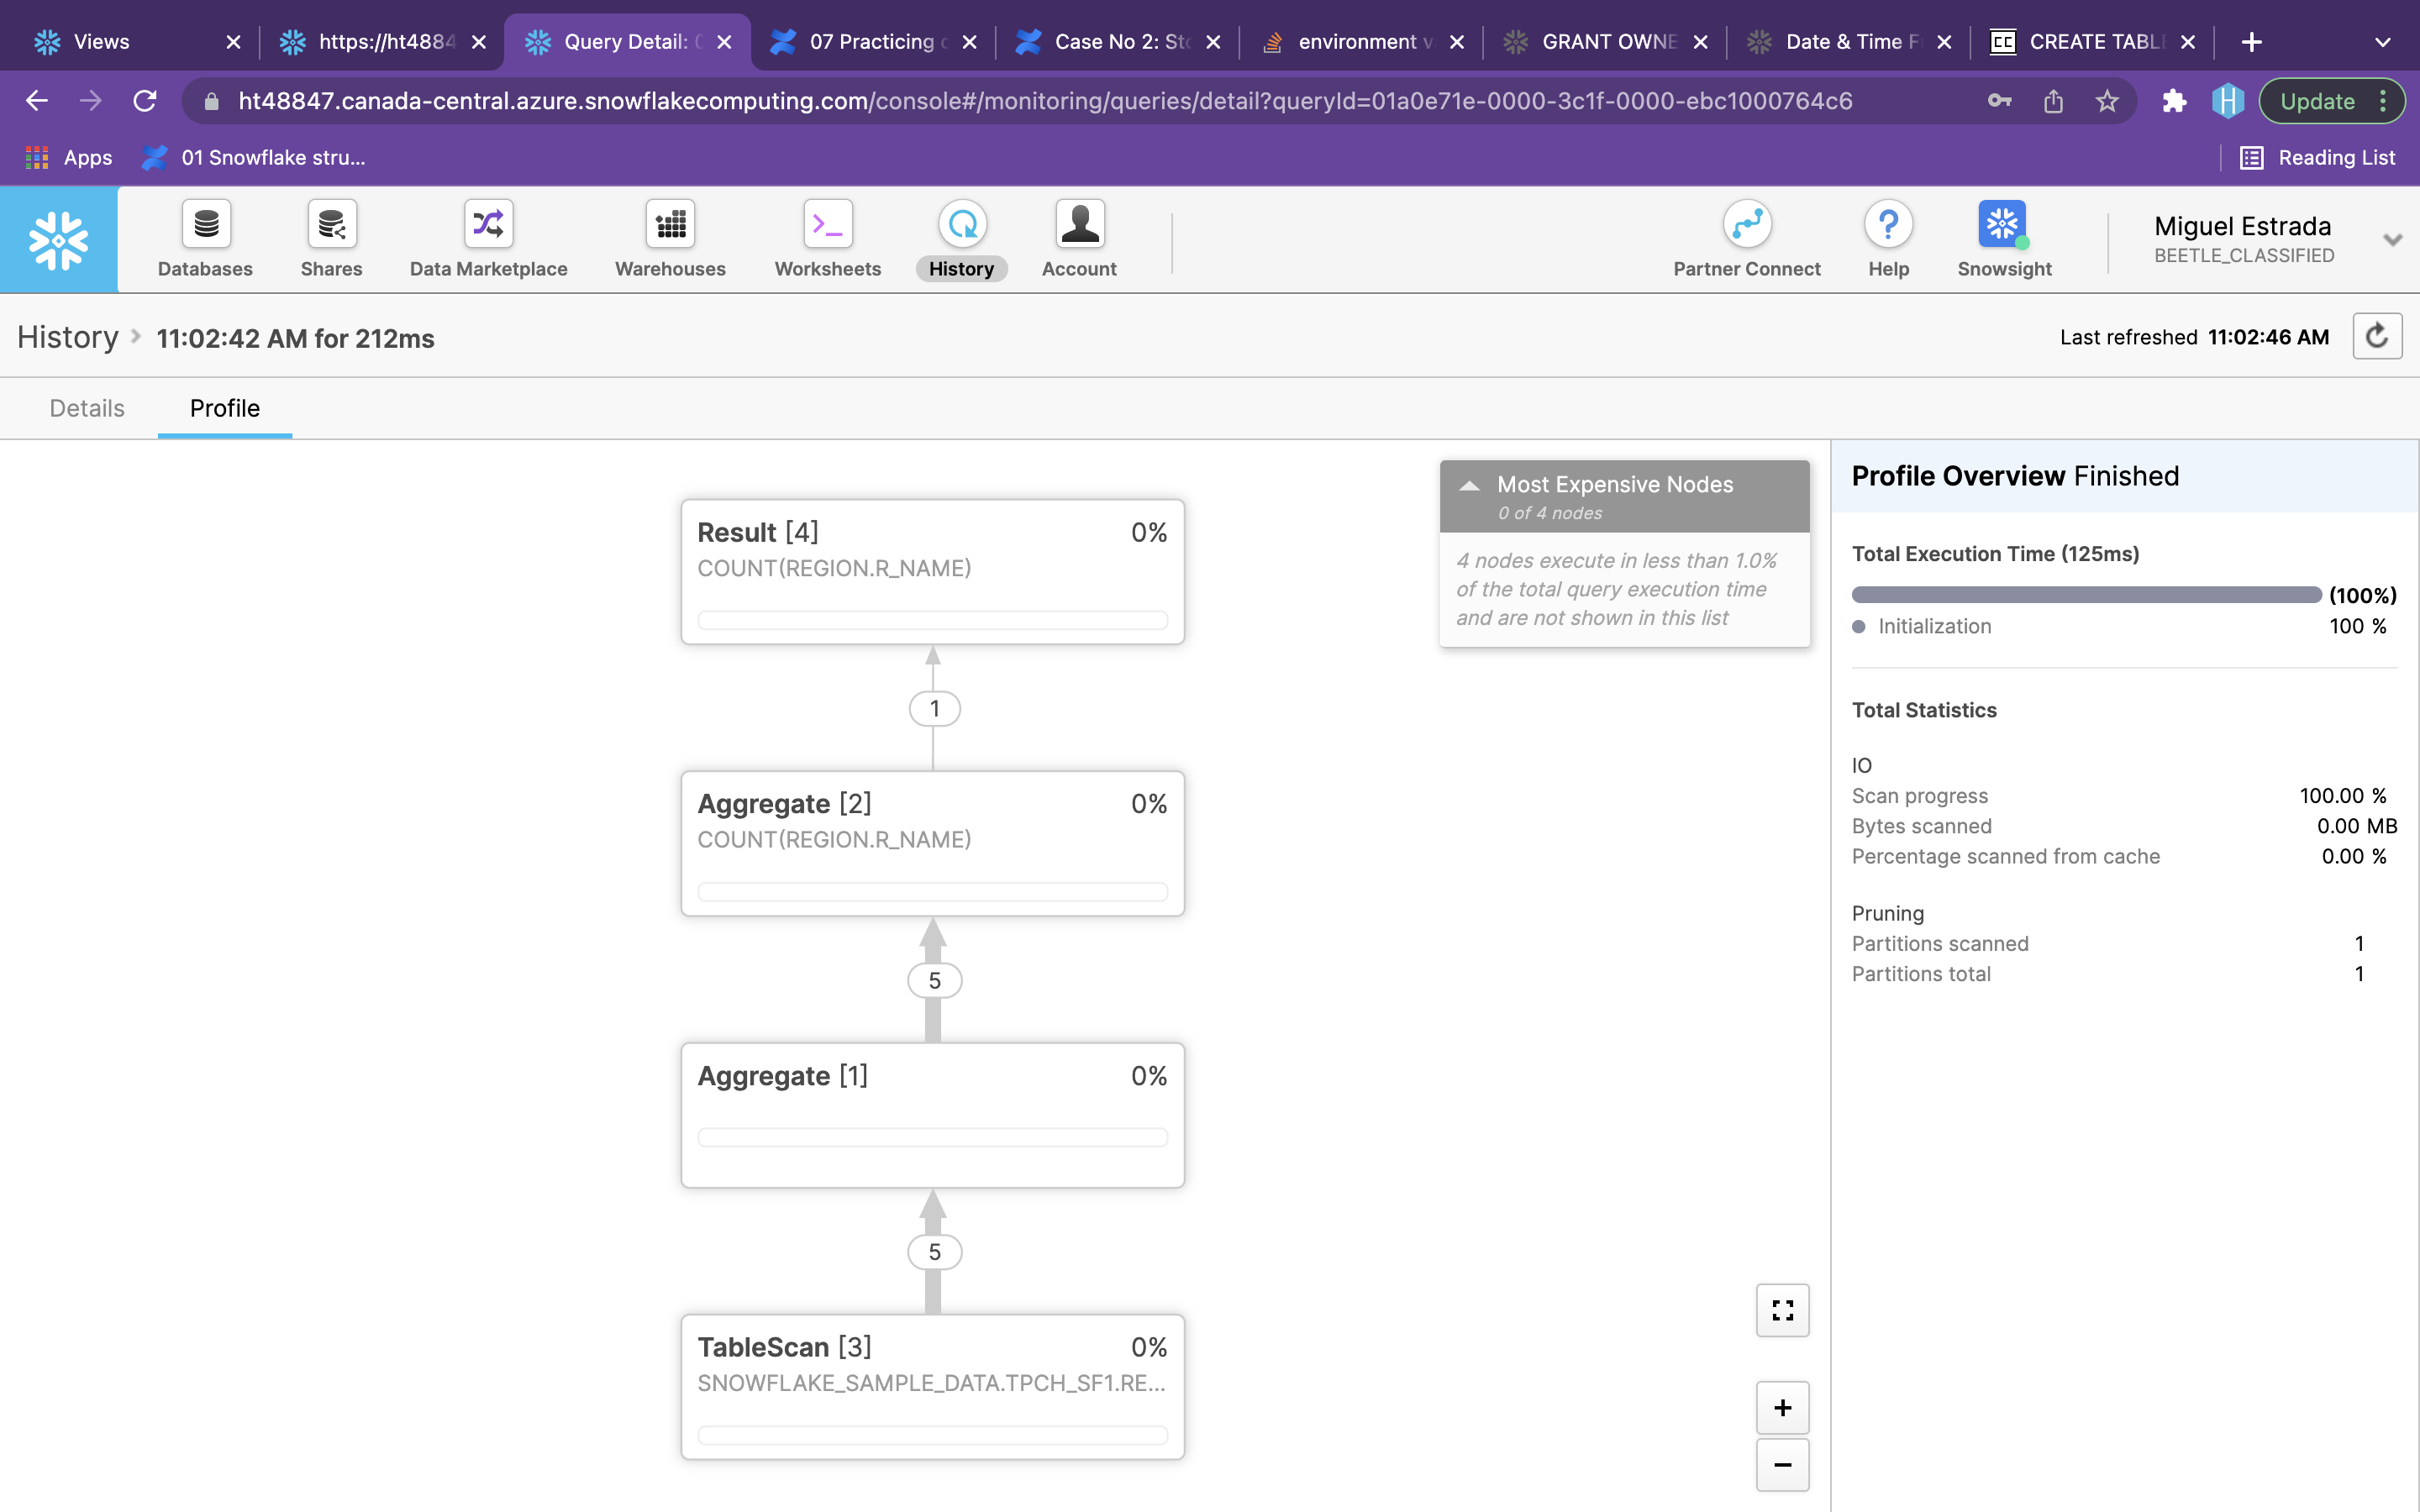 Views
https://ht4884
Query Detail: 0
07 Practicing
Case No 2: Sto
environment v
GRANT OWNE
Date & Time F
CREATE TABL
ht48847.canada-central.azure.snowflakecomputing.com/console#/monitoring/queries/detail?queryId=01a0e71e-0000-3c1f-0000-ebc1000764c6
Update
Apps
01 Snowflake stru...
Reading List
Databases
Shares
Data Marketplace
Warehouses
Worksheets
History
Account
Partner Connect
Help
Snowsight
Miguel Estrada
BEETLE_CLASSIFIED
History
11:02:42 AM for 212ms
Last refreshed 11:02:46 AM
Details
Profile
Result [4] 0%
COUNT(REGION.R_NAME)
1
Aggregate [2] 0%
COUNT(REGION.R_NAME)
5
Aggregate [1] 0%
5
TableScan [3] 0%
SNOWFLAKE_SAMPLE_DATA.TPCH_SF1.RE...
Most Expensive Nodes
0 of 4 nodes
4 nodes execute in less than 1.0%
of the total query execution time
and are not shown in this list
Profile Overview Finished
Total Execution Time (125ms)
(100%)
Initialization 100 %
Total Statistics
IO
Scan progress 100.00 %
Bytes scanned 0.00 MB
Percentage scanned from cache 0.00 %
Pruning
Partitions scanned 1
Partitions total 1